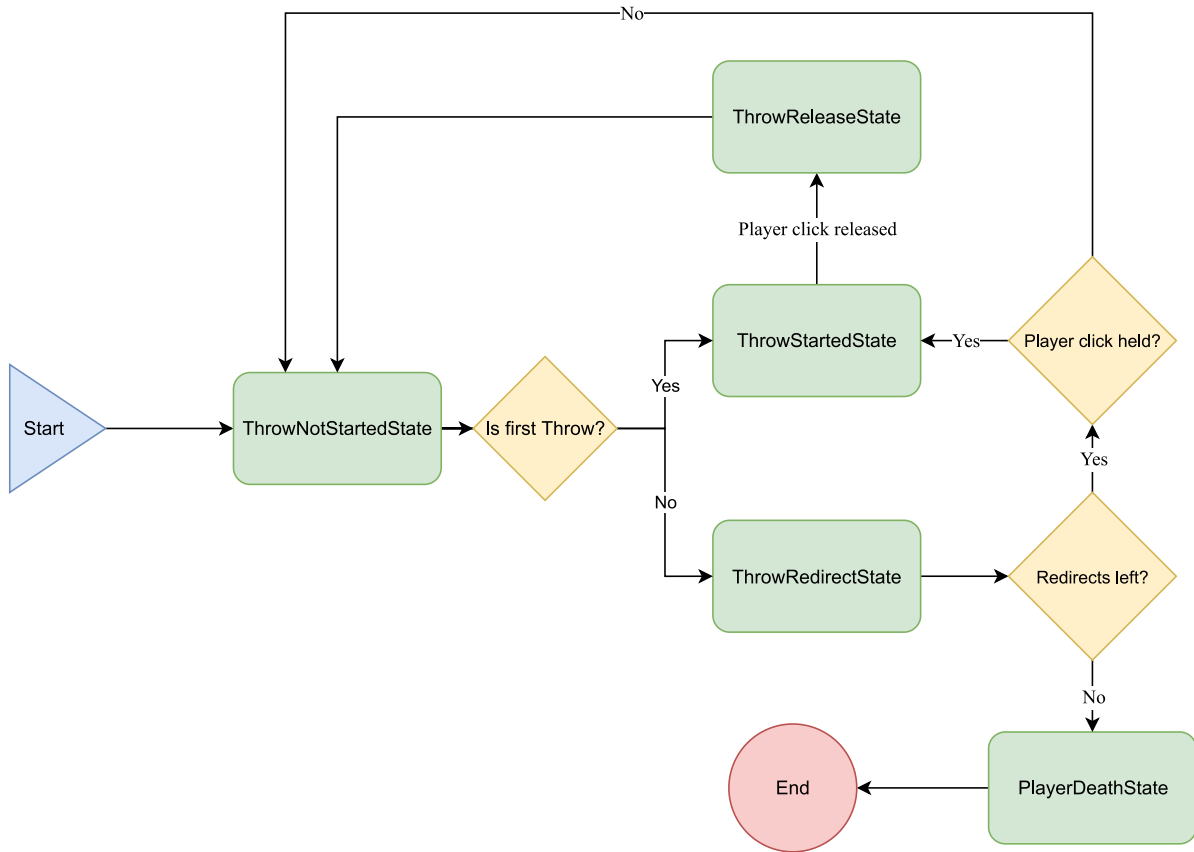 No
ThrowReleaseState
Player click released
ThrowStartedState
Yes
Player click held?
Yes
Start
ThrowNotStartedState
Is first Throw?
Yes
No
ThrowRedirectState
Redirects left?
No
End
PlayerDeathState